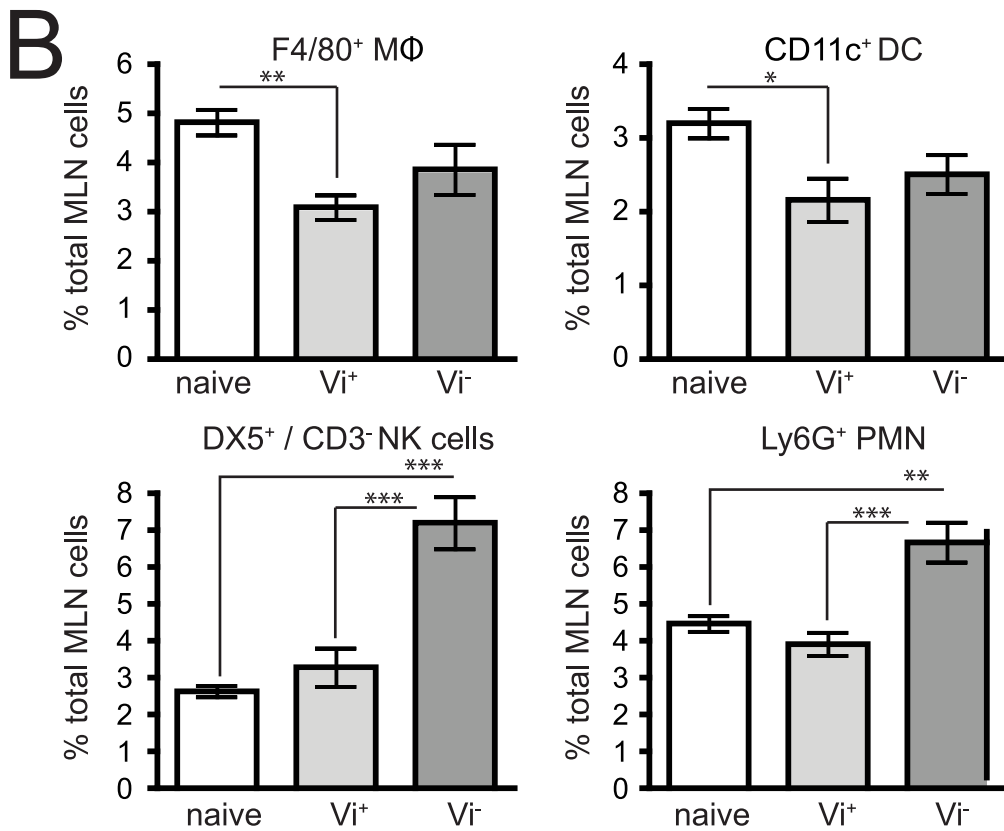 B
F4/80⁺ MΦ
% total MLN cells
6
5
4
3
2
1
0
**
naive Vi⁺ Vi⁻
CD11c⁺ DC
% total MLN cells
4
3
2
1
0
*
naive Vi⁺ Vi⁻
DX5⁺ / CD3⁻ NK cells
% total MLN cells
8
7
6
5
4
3
2
1
0
***
***
naive Vi⁺ Vi⁻
Ly6G⁺ PMN
% total MLN cells
8
7
6
5
4
3
2
1
0
**
***
naive Vi⁺ Vi⁻